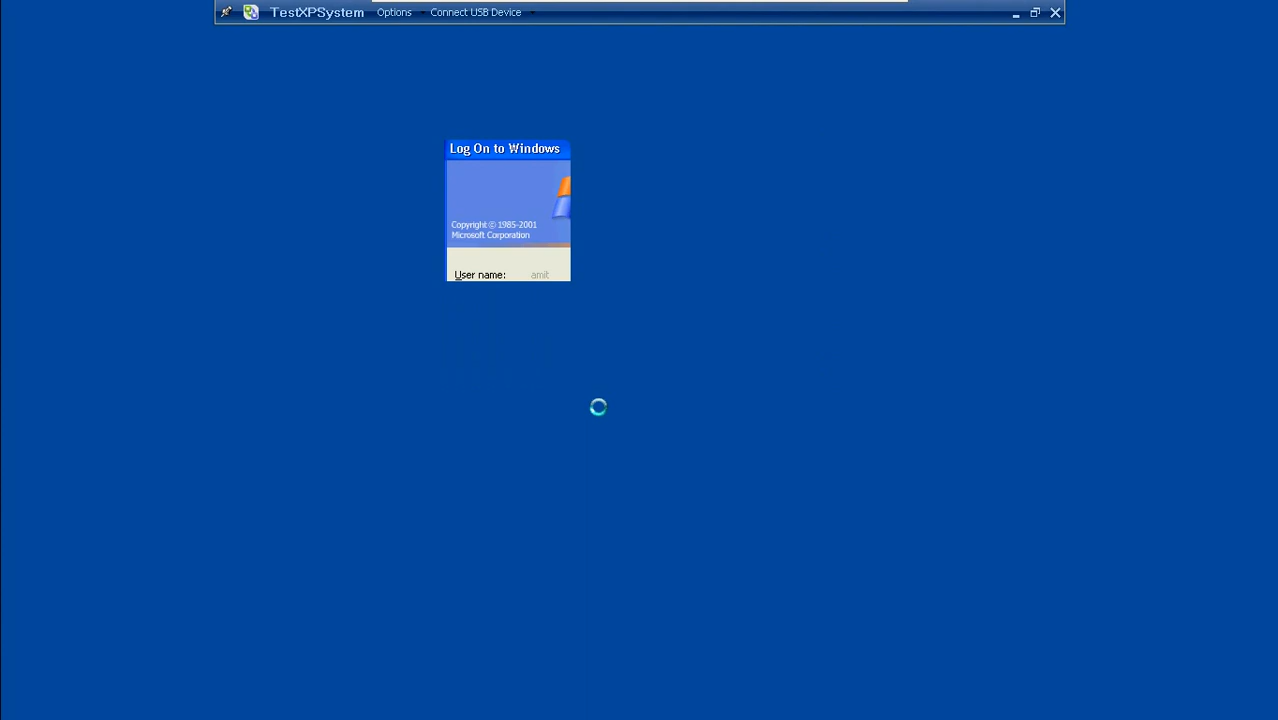 TestXPSystem Options Connect USB Device
Log On to Windows
Copyright © 1985-2001
Microsoft Corporation
User name: amit